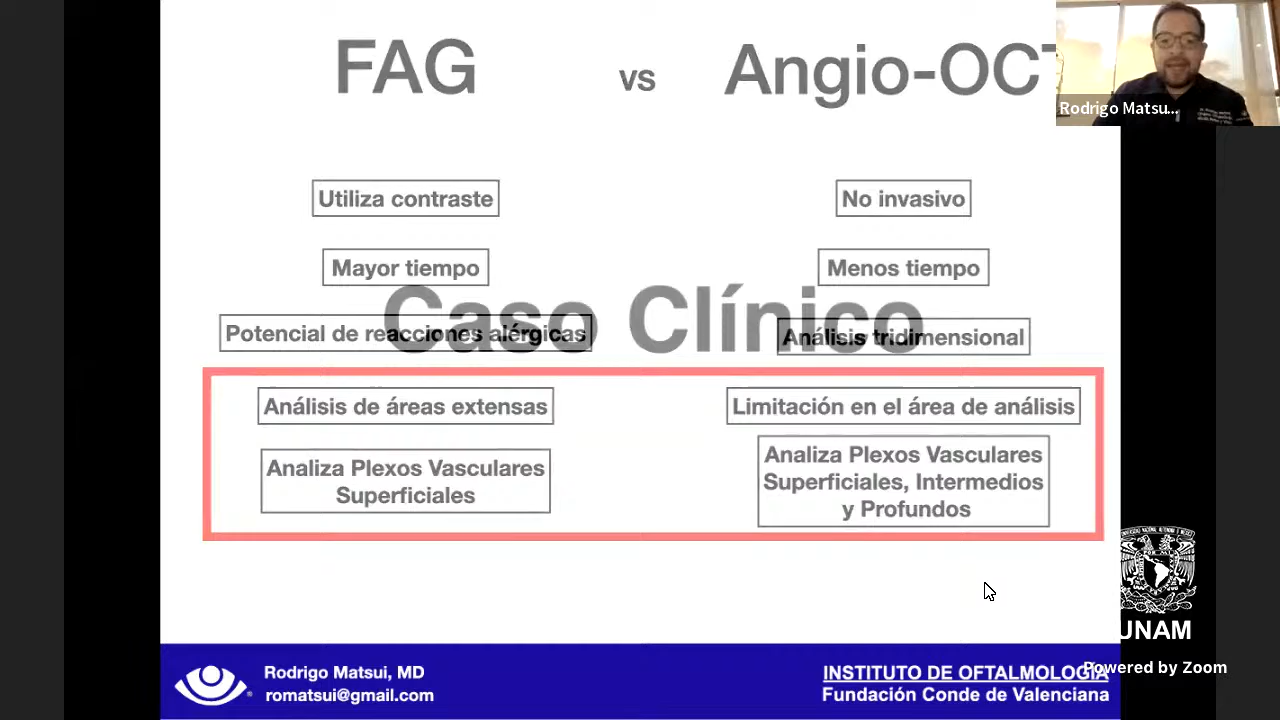 FAG vs Angio-OCT
Rodrigo Matsu...
Utiliza contraste
No invasivo
Mayor tiempo
Menos tiempo
Caso Clínico
Potencial de reacciones alérgicas
Análisis tridimensional
Análisis de áreas extensas
Limitación en el área de análisis
Analiza Plexos Vasculares
Superficiales
Analiza Plexos Vasculares
Superficiales, Intermedios
y Profundos
UNAM
Rodrigo Matsui, MD
romatsui@gmail.com
INSTITUTO DE OFTALMOLOGÍA
Fundación Conde de Valenciana
Powered by Zoom